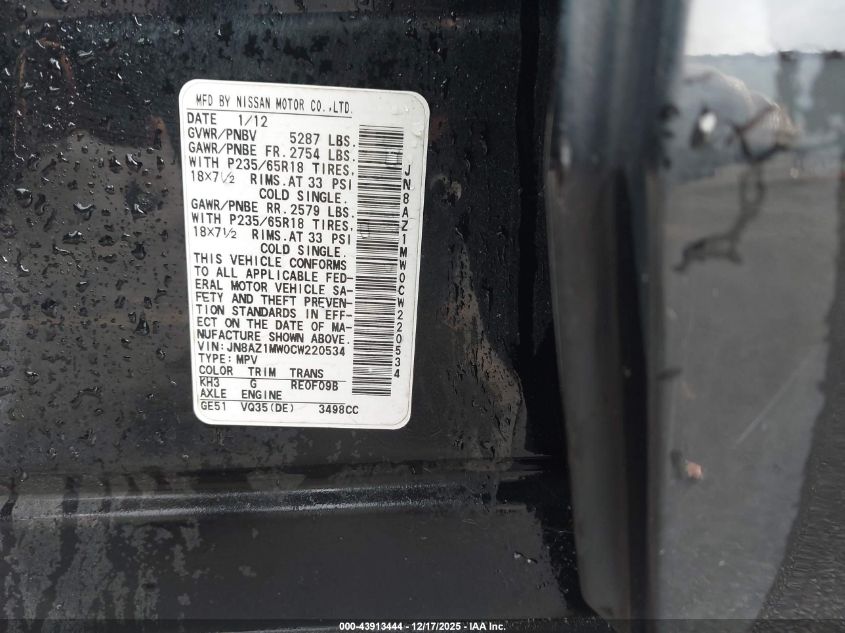 MFD BY NISSAN MOTOR CO.,LTD.
DATE 1/12
GVWR/PNBV 5287 LBS.
GAWR/PNBE FR. 2754 LBS.
WITH P235/65R18 TIRES,
18X7½ RIMS.AT 33 PSI
COLD SINGLE.
GAWR/PNBE RR. 2579 LBS.
WITH P235/65R18 TIRES,
18X7½ RIMS.AT 33 PSI
COLD SINGLE.
THIS VEHICLE CONFORMS
TO ALL APPLICABLE FED-
ERAL MOTOR VEHICLE SA-
FETY AND THEFT PREVEN-
TION STANDARDS IN EFF-
ECT ON THE DATE OF MA-
NUFACTURE SHOWN ABOVE.
VIN: JN8AZ1MW0CW220534
TYPE: MPV
COLOR TRIM TRANS
KH3 G RE0F09B
AXLE ENGINE
GE51 VQ35(DE) 3498CC
JN8AZ1MW0CW220534
000-43913444 - 12/17/2025 - IAA Inc.